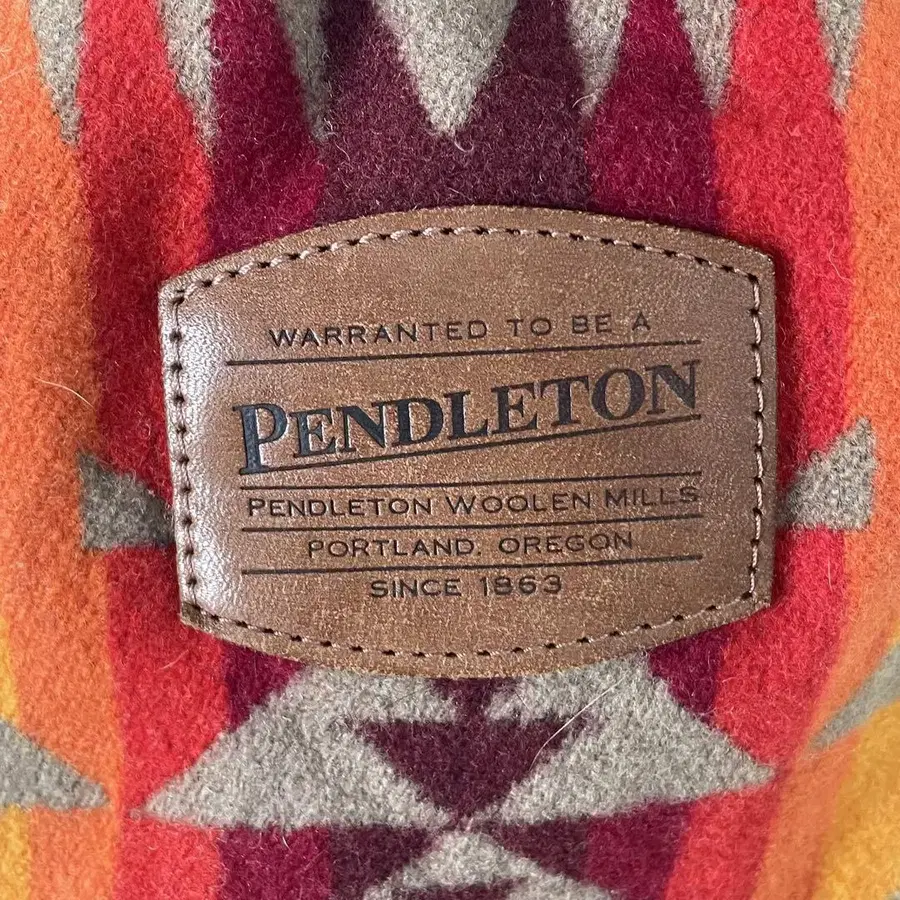 WARRANTED TO BE A
PENDLETON
PENDLETON WOOLEN MILLS
PORTLAND, OREGON
SINCE 1863